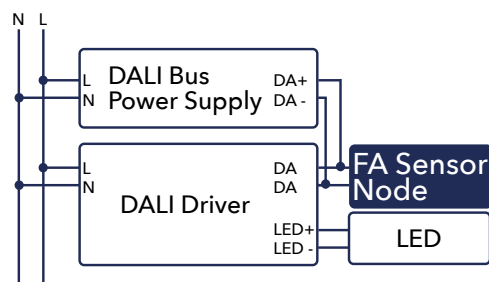 N L
L DALI Bus DA+
N Power Supply DA -
L DA FA Sensor
N DA Node
DALI Driver
LED+ LED
LED -